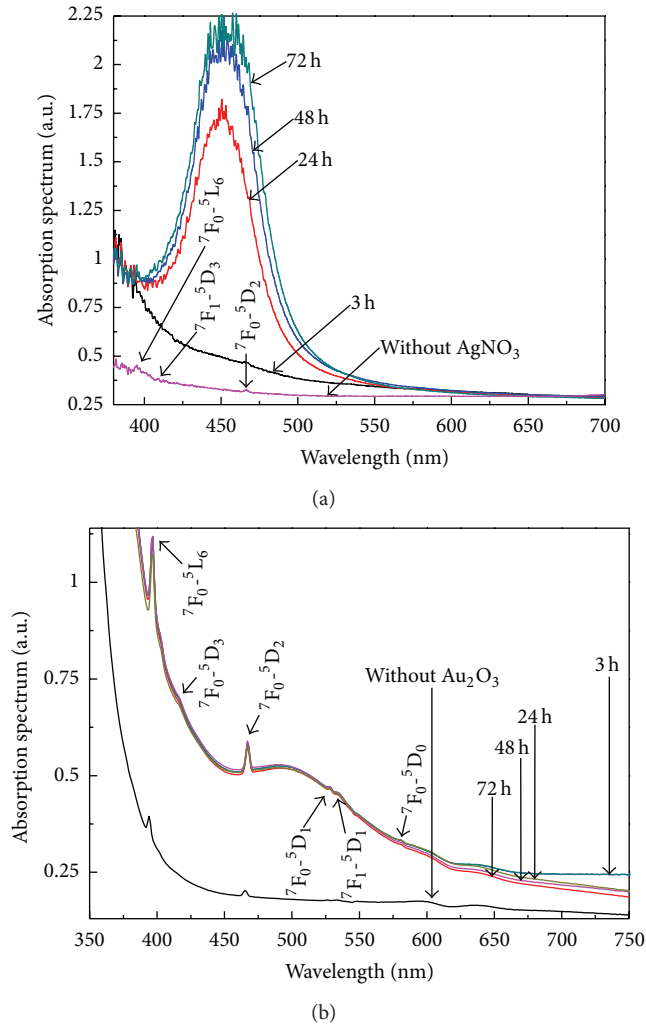 2.25
2
1.75
1.5
1.25
1
0.75
0.5
0.25
Absorption spectrum (a.u.)
72 h
48 h
24 h
⁷F₀-⁵L₆
⁷F₁-⁵D₃
⁷F₀-⁵D₂
3 h
Without AgNO₃
400 450 500 550 600 650 700
Wavelength (nm)
(a)
1
0.75
0.5
0.25
Absorption spectrum (a.u.)
⁷F₀-⁵L₆
⁷F₀-⁵D₃
⁷F₀-⁵D₂
⁷F₀-⁵D₁
⁷F₁-⁵D₁
⁷F₀-⁵D₀
Without Au₂O₃
3 h
24 h
48 h
72 h
350 400 450 500 550 600 650 700 750
Wavelength (nm)
(b)